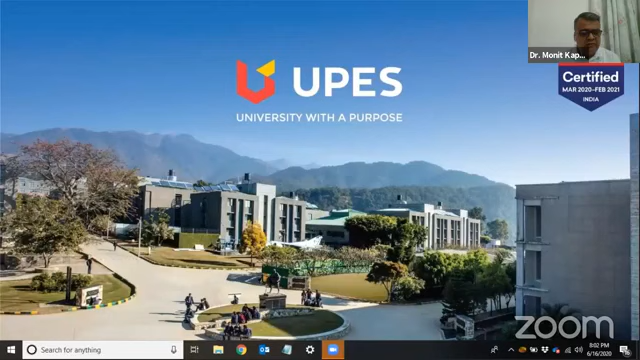 UPES
UNIVERSITY WITH A PURPOSE
Dr. Monit Kap...
Certified
MAR 2020-FEB 2021
INDIA
zoom
Search for anything
8:02 PM
6/16/2020